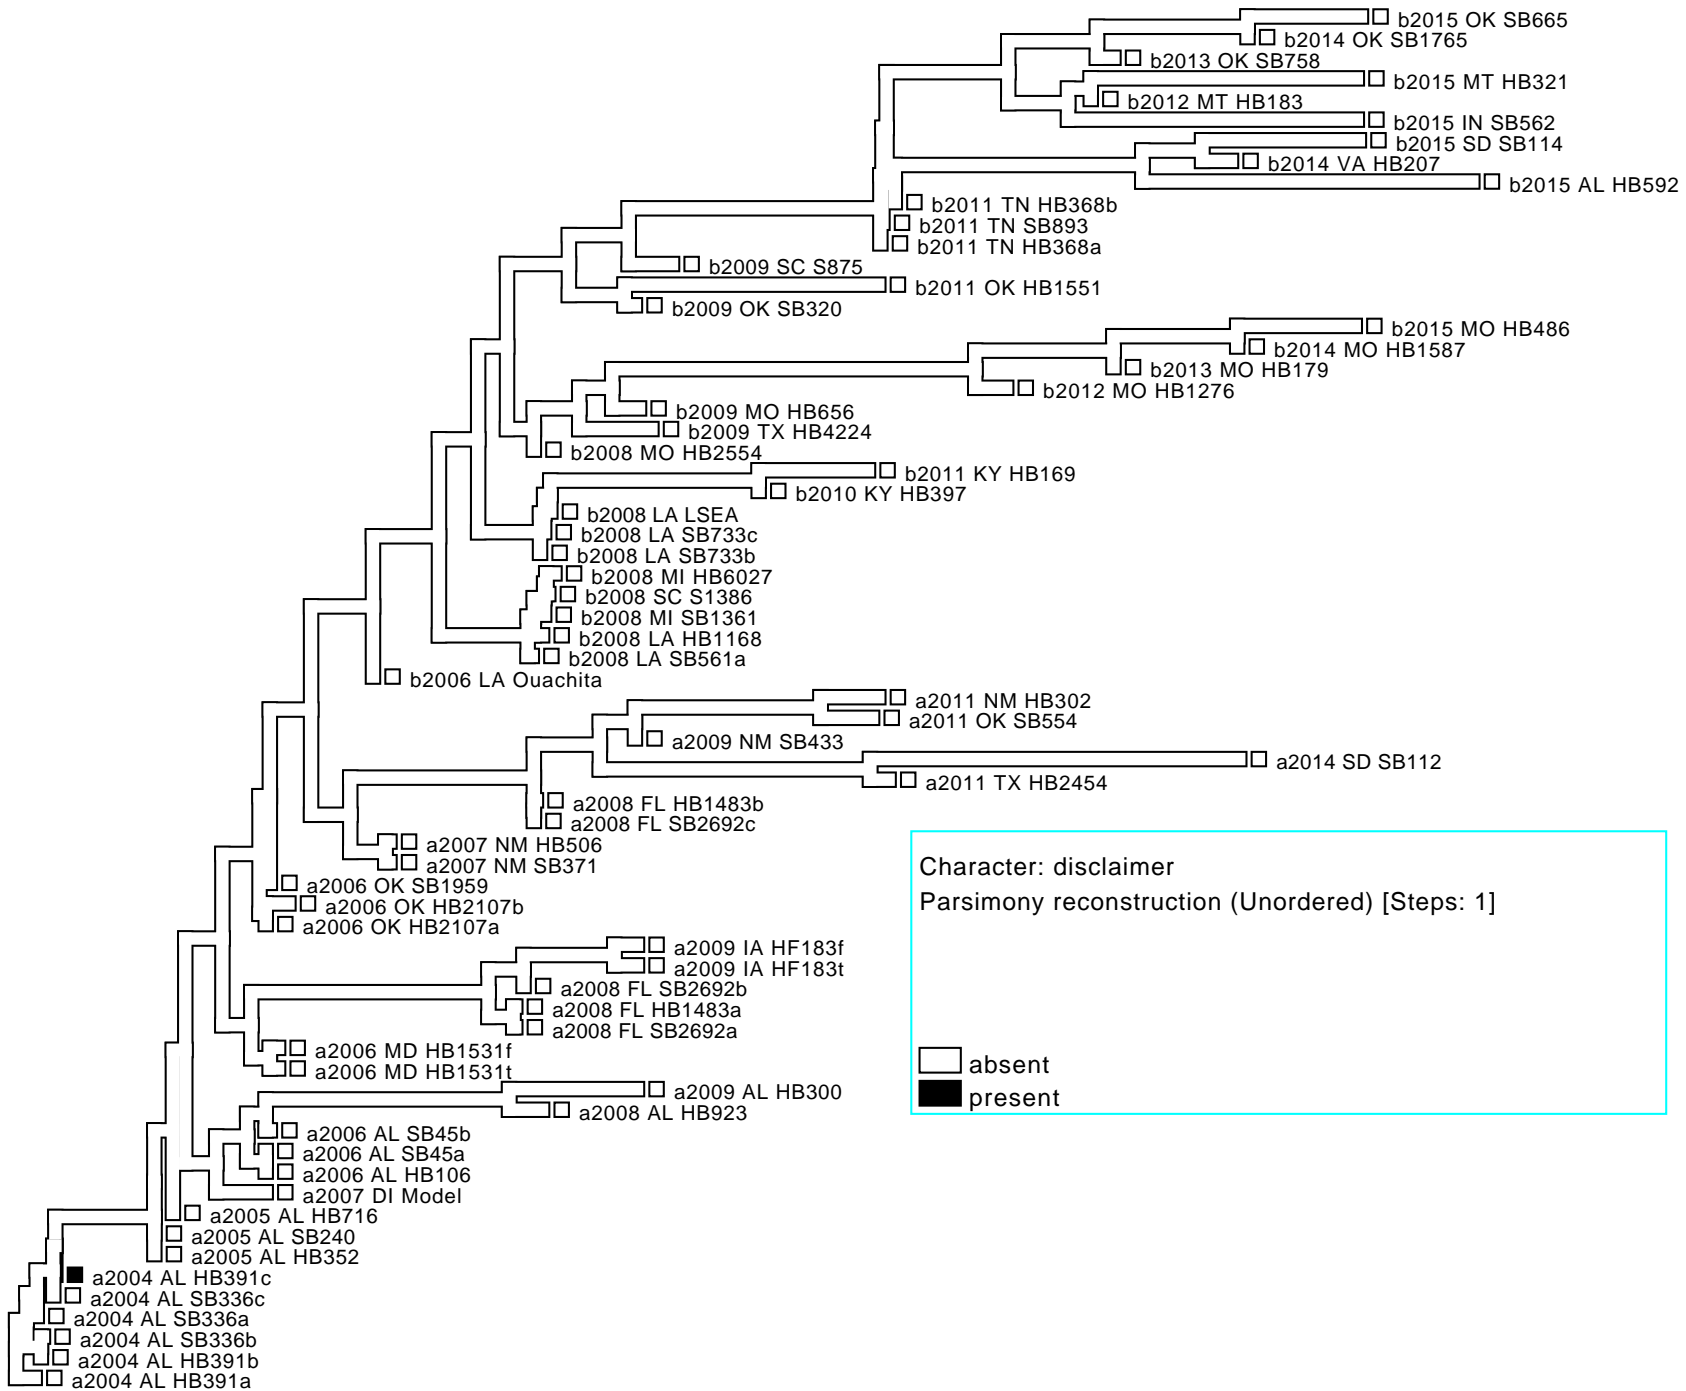 b2015 OK SB665
b2014 OK SB1765
b2013 OK SB758
b2015 MT HB321
b2012 MT HB183
b2015 IN SB562
b2015 SD SB114
b2014 VA HB207
b2015 AL HB592
b2011 TN HB368b
b2011 TN SB893
b2011 TN HB368a
b2009 SC S875
b2011 OK HB1551
b2009 OK SB320
b2015 MO HB486
b2014 MO HB1587
b2013 MO HB179
b2012 MO HB1276
b2009 MO HB656
b2009 TX HB4224
b2008 MO HB2554
b2011 KY HB169
b2010 KY HB397
b2008 LA LSEA
b2008 LA SB733c
b2008 LA SB733b
b2008 MI HB6027
b2008 SC S1386
b2008 MI SB1361
b2008 LA HB1168
b2008 LA SB561a
b2006 LA Ouachita
a2011 NM HB302
a2011 OK SB554
a2009 NM SB433
a2014 SD SB112
a2011 TX HB2454
a2008 FL HB1483b
a2008 FL SB2692c
a2007 NM HB506
a2007 NM SB371
a2006 OK SB1959
a2006 OK HB2107b
a2006 OK HB2107a
a2009 IA HF183f
a2009 IA HF183t
a2008 FL SB2692b
a2008 FL HB1483a
a2008 FL SB2692a
a2006 MD HB1531f
a2006 MD HB1531t
a2009 AL HB300
a2008 AL HB923
a2006 AL SB45b
a2006 AL SB45a
a2006 AL HB106
a2007 DI Model
a2005 AL HB716
a2005 AL SB240
a2005 AL HB352
a2004 AL HB391c
a2004 AL SB336c
a2004 AL SB336a
a2004 AL SB336b
a2004 AL HB391b
a2004 AL HB391a
Character: disclaimer
Parsimony reconstruction (Unordered) [Steps: 1]
absent
present